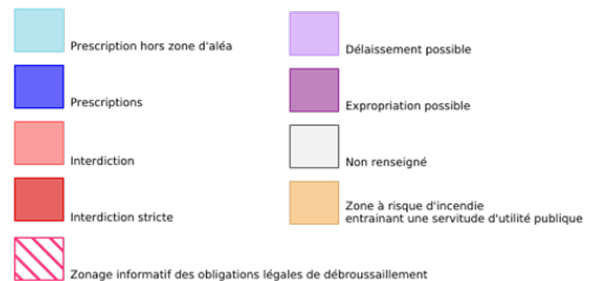 Prescription hors zone d'aléa
Prescriptions
Interdiction
Interdiction stricte
Zonage informatif des obligations légales de débroussaillement
Délaissement possible
Expropriation possible
Non renseigné
Zone à risque d'incendie
entrainant une servitude d'utilité publique